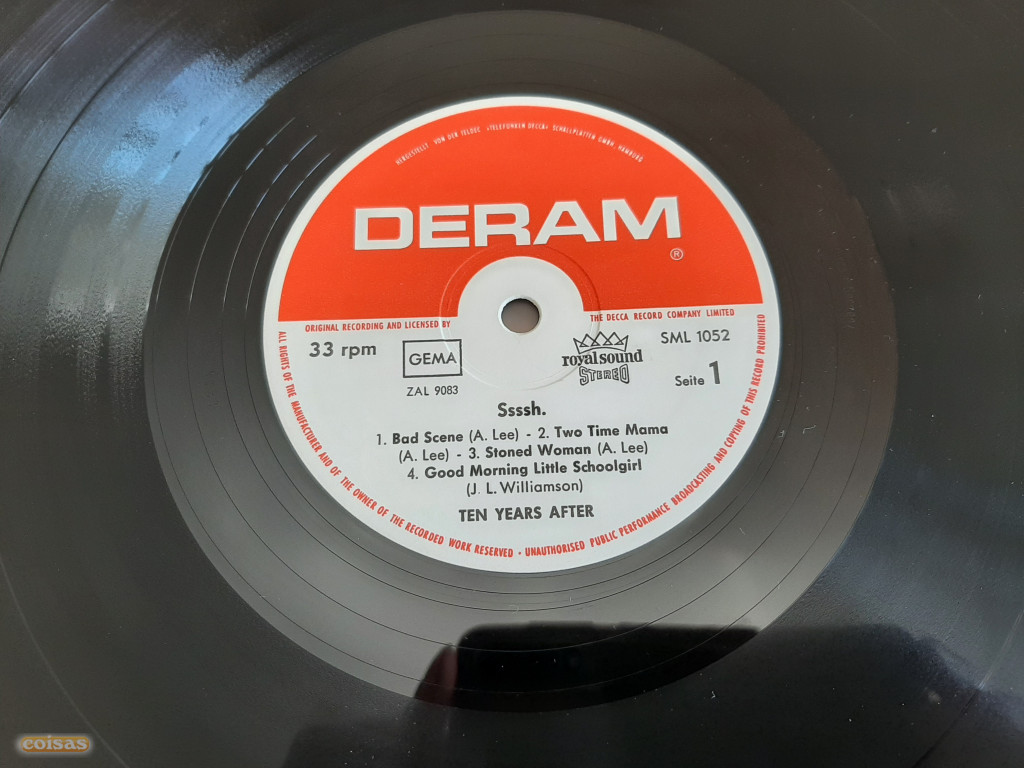 HERGESTELLT VON DER TELDEC »TELEFUNKEN DECCA« SCHALLPLATTEN GMBH. HAMBURG
DERAM
®
ORIGINAL RECORDING AND LICENSED BY
THE DECCA RECORD COMPANY LIMITED
33 rpm
GEMA
royal sound
STEREO
SML 1052
ZAL 9083
Seite 1
Ssssh.
1. Bad Scene (A. Lee) - 2. Two Time Mama
(A. Lee) - 3. Stoned Woman (A. Lee)
4. Good Morning Little Schoolgirl
(J. L. Williamson)
TEN YEARS AFTER
ALL RIGHTS OF THE MANUFACTURER AND OF THE OWNER OF THE RECORDED WORK RESERVED • UNAUTHORISED PUBLIC PERFORMANCE BROADCASTING AND COPYING OF THIS RECORD PROHIBITED
coisas